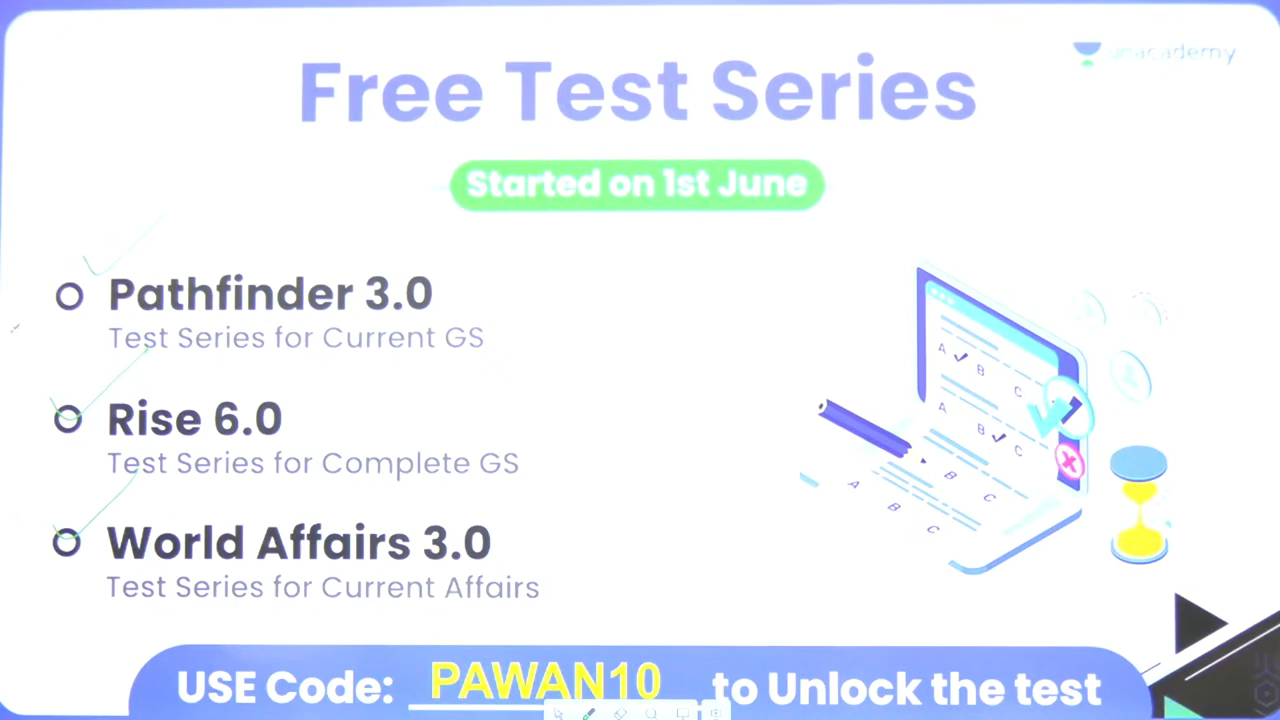 unacademy
Free Test Series
Started on 1st June
Pathfinder 3.0
Test Series for Current GS
Rise 6.0
Test Series for Complete GS
World Affairs 3.0
Test Series for Current Affairs
A B C
A B C
B C
A B C
USE Code: PAWAN10 to Unlock the test